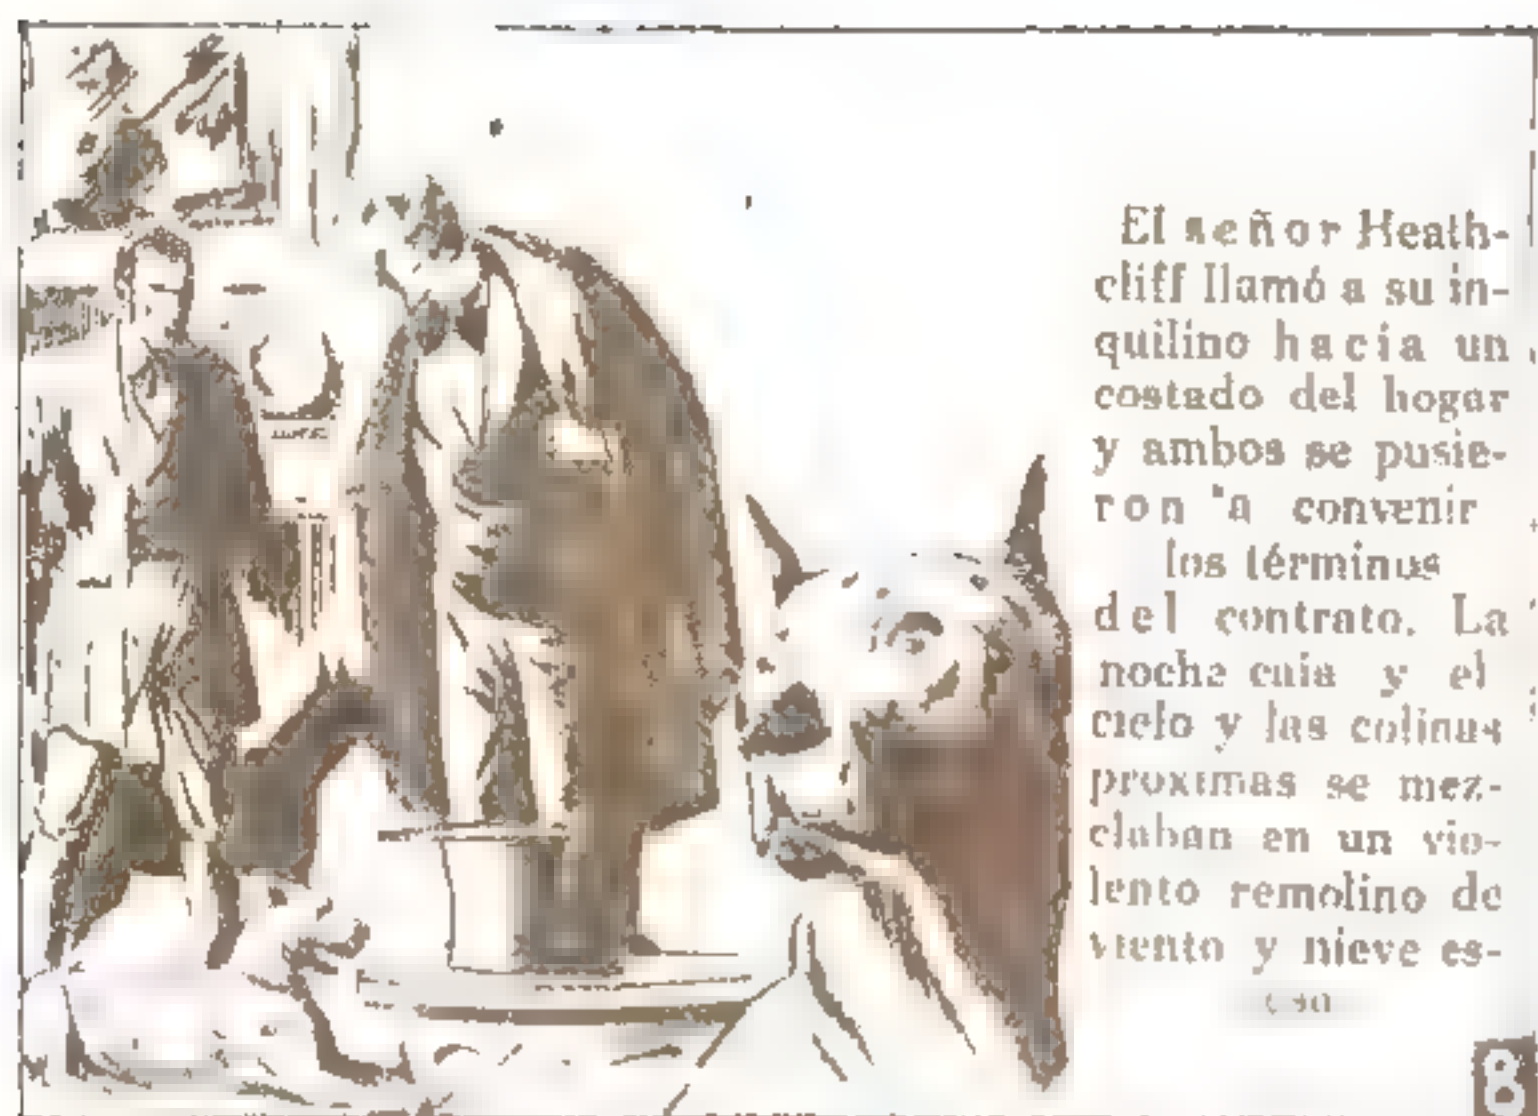 El señor Heath-
cliff llamó a su in-
quilino hacia un
costado del hogar
y ambos se pusie-
ron a convenir
los términos
del contrato. La
noche caia y el
cielo y las colinas
proximas se mez-
claban en un vio-
lento remolino de
viento y nieve es-
8